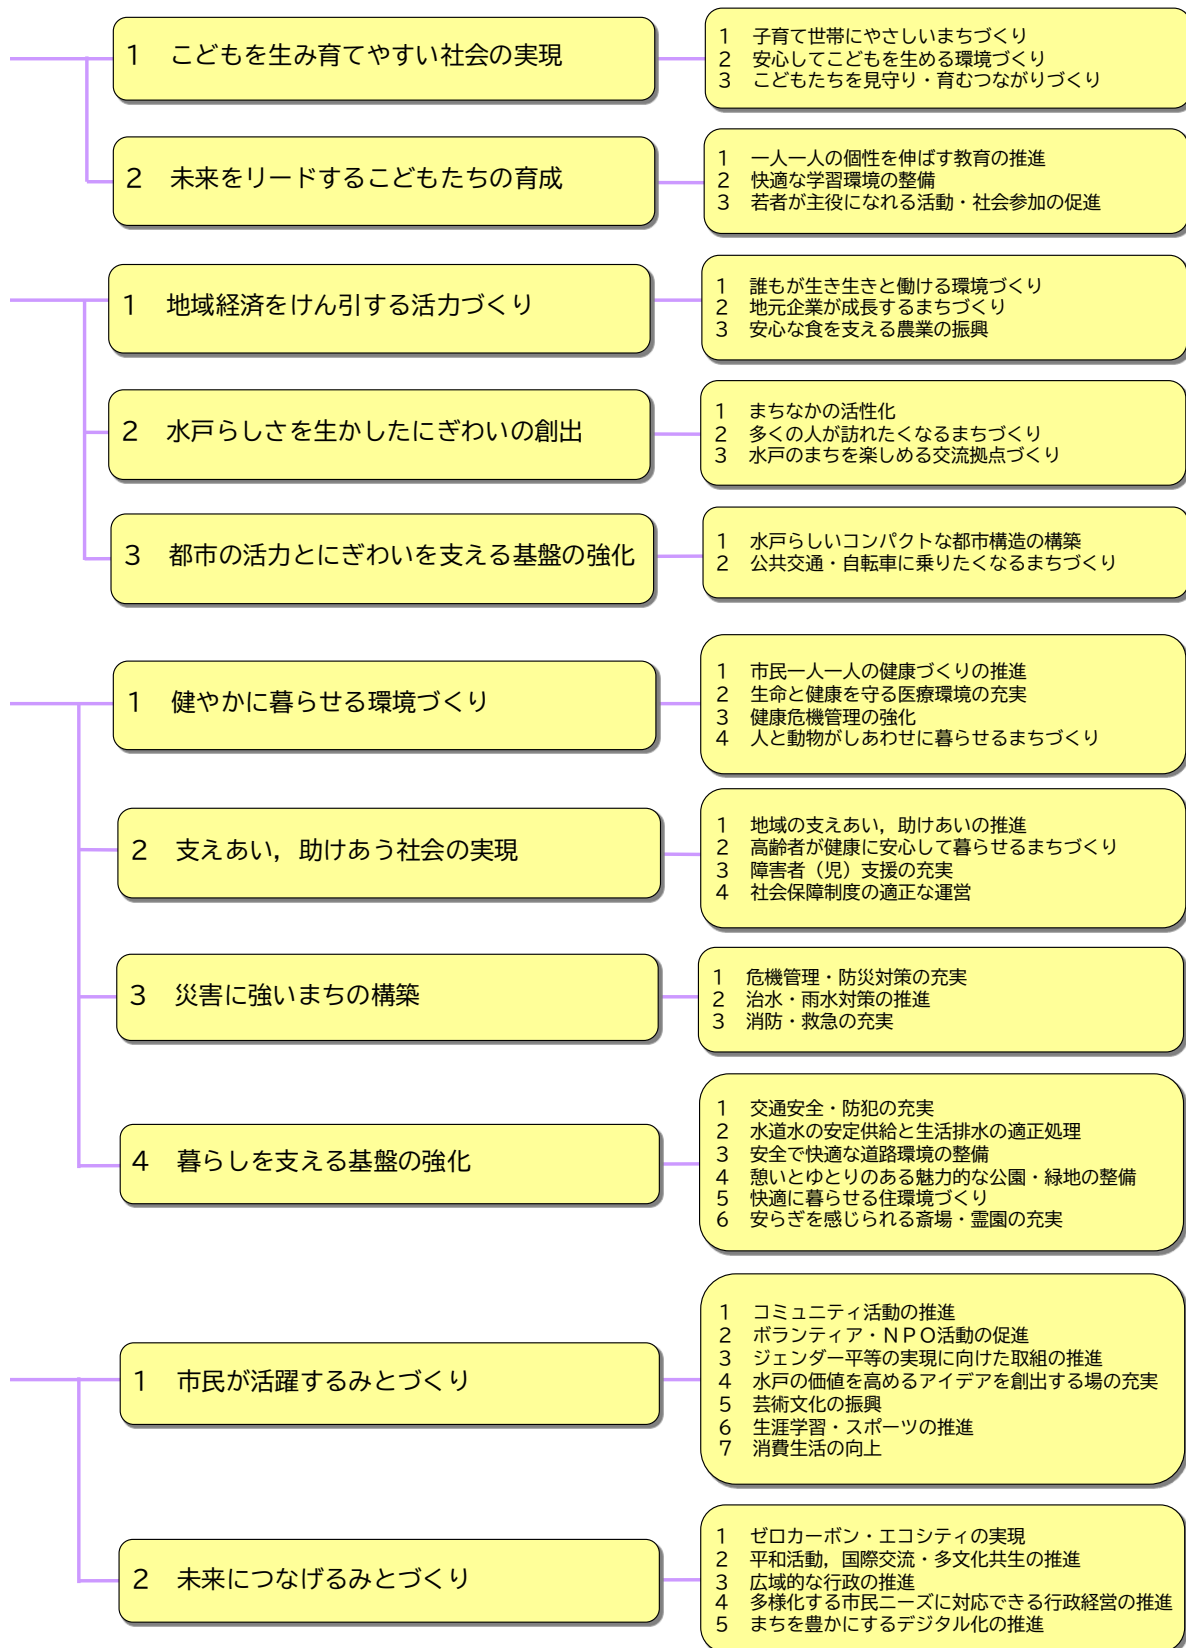 1　こどもを生み育てやすい社会の実現
1　子育て世帯にやさしいまちづくり
2　安心してこどもを生める環境づくり
3　こどもたちを見守り・育むつながりづくり
2　未来をリードするこどもたちの育成
1　一人一人の個性を伸ばす教育の推進
2　快適な学習環境の整備
3　若者が主役になれる活動・社会参加の促進
1　地域経済をけん引する活力づくり
1　誰もが生き生きと働ける環境づくり
2　地元企業が成長するまちづくり
3　安心な食を支える農業の振興
2　水戸らしさを生かしたにぎわいの創出
1　まちなかの活性化
2　多くの人が訪れたくなるまちづくり
3　水戸のまちを楽しめる交流拠点づくり
3　都市の活力とにぎわいを支える基盤の強化
1　水戸らしいコンパクトな都市構造の構築
2　公共交通・自転車に乗りたくなるまちづくり
1　健やかに暮らせる環境づくり
1　市民一人一人の健康づくりの推進
2　生命と健康を守る医療環境の充実
3　健康危機管理の強化
4　人と動物がしあわせに暮らせるまちづくり
2　支えあい，助けあう社会の実現
1　地域の支えあい，助けあいの推進
2　高齢者が健康に安心して暮らせるまちづくり
3　障害者（児）支援の充実
4　社会保障制度の適正な運営
3　災害に強いまちの構築
1　危機管理・防災対策の充実
2　治水・雨水対策の推進
3　消防・救急の充実
4　暮らしを支える基盤の強化
1　交通安全・防犯の充実
2　水道水の安定供給と生活排水の適正処理
3　安全で快適な道路環境の整備
4　憩いとゆとりのある魅力的な公園・緑地の整備
5　快適に暮らせる住環境づくり
6　安らぎを感じられる斎場・霊園の充実
1　市民が活躍するみとづくり
1　コミュニティ活動の推進
2　ボランティア・ＮＰＯ活動の促進
3　ジェンダー平等の実現に向けた取組の推進
4　水戸の価値を高めるアイデアを創出する場の充実
5　芸術文化の振興
6　生涯学習・スポーツの推進
7　消費生活の向上
2　未来につなげるみとづくり
1　ゼロカーボン・エコシティの実現
2　平和活動，国際交流・多文化共生の推進
3　広域的な行政の推進
4　多様化する市民ニーズに対応できる行政経営の推進
5　まちを豊かにするデジタル化の推進